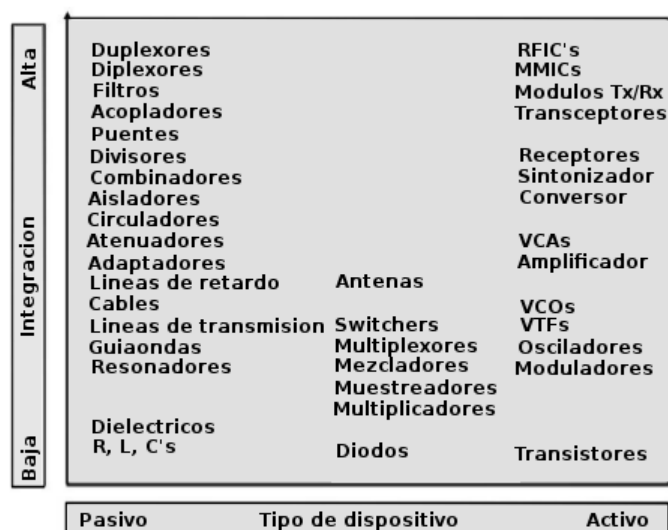 Alta
Integracion
Baja
Duplexores
Diplexores
Filtros
Acopladores
Puentes
Divisores
Combinadores
Aisladores
Circuladores
Atenuadores
Adaptadores
Lineas de retardo
Cables
Lineas de transmision
Guiaondas
Resonadores
Dielectricos
R, L, C's
Antenas
Switchers
Multiplexores
Mezcladores
Muestreadores
Multiplicadores
Diodos
RFIC's
MMICs
Modulos Tx/Rx
Transceptores
Receptores
Sintonizador
Conversor
VCAs
Amplificador
VCOs
VTFs
Osciladores
Moduladores
Transistores
Pasivo Tipo de dispositivo Activo